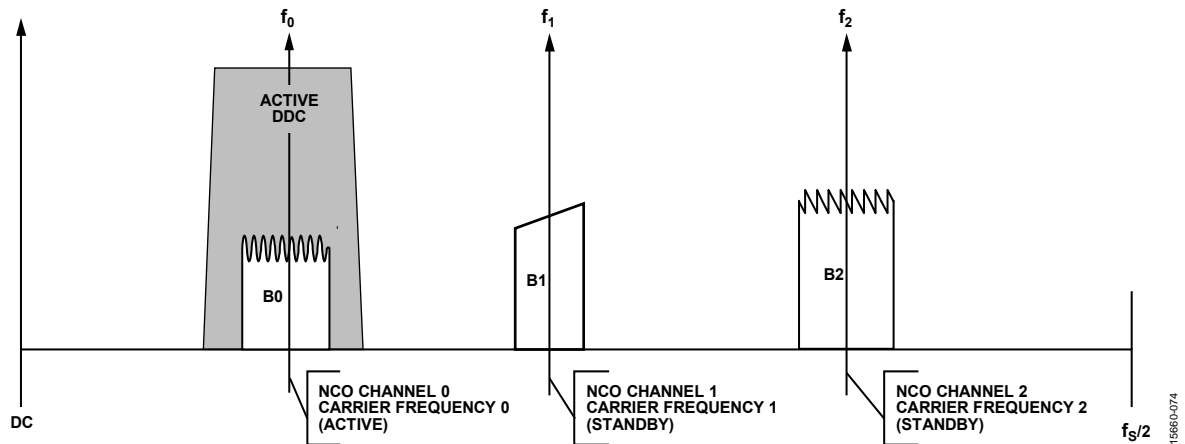 f0
f1
f2
ACTIVE
DDC
B0
B1
B2
NCO CHANNEL 0
CARRIER FREQUENCY 0
(ACTIVE)
NCO CHANNEL 1
CARRIER FREQUENCY 1
(STANDBY)
NCO CHANNEL 2
CARRIER FREQUENCY 2
(STANDBY)
DC
fS/2
15660-074